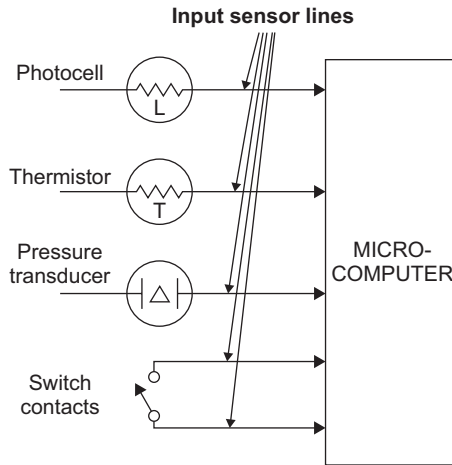 Input sensor lines
Photocell
L
Thermistor
T
Pressure
transducer
MICRO-
COMPUTER
Switch
contacts